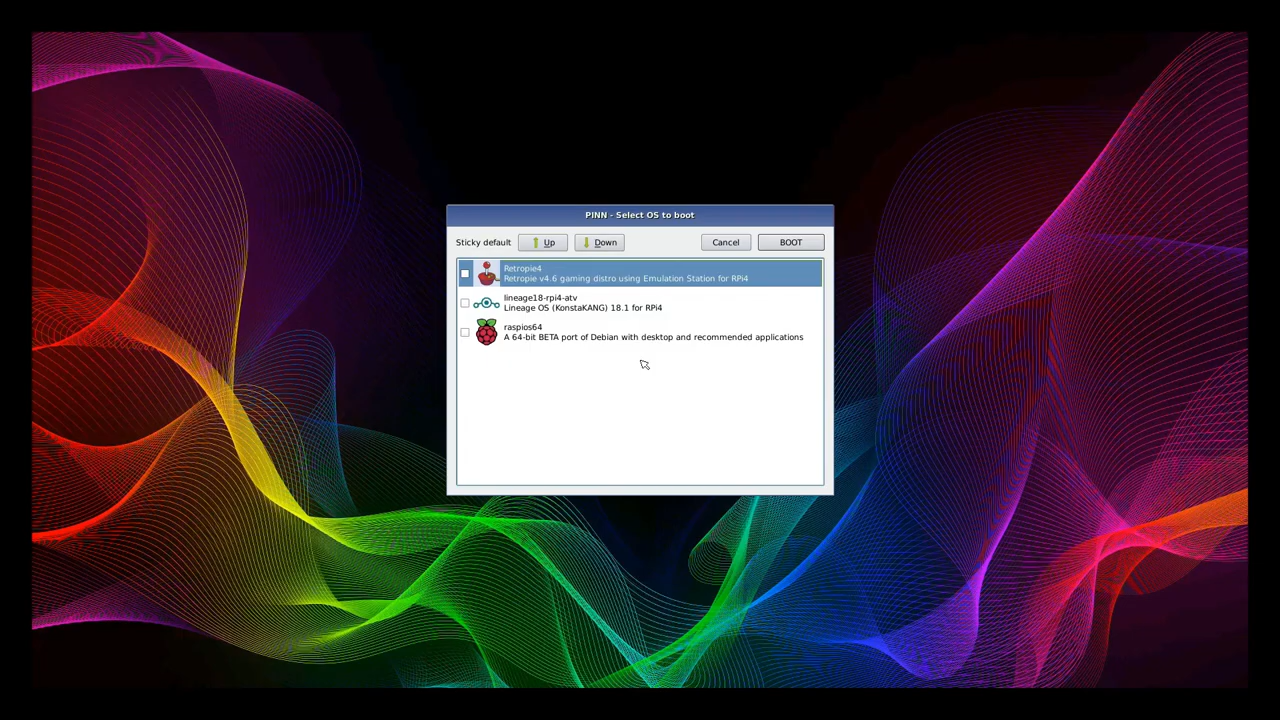 PINN - Select OS to boot
Sticky default Up Down Cancel BOOT
Retropie4
Retropie v4.6 gaming distro using Emulation Station for RPi4
lineage18-rpi4-atv
Lineage OS (KonstaKANG) 18.1 for RPi4
raspios64
A 64-bit BETA port of Debian with desktop and recommended applications